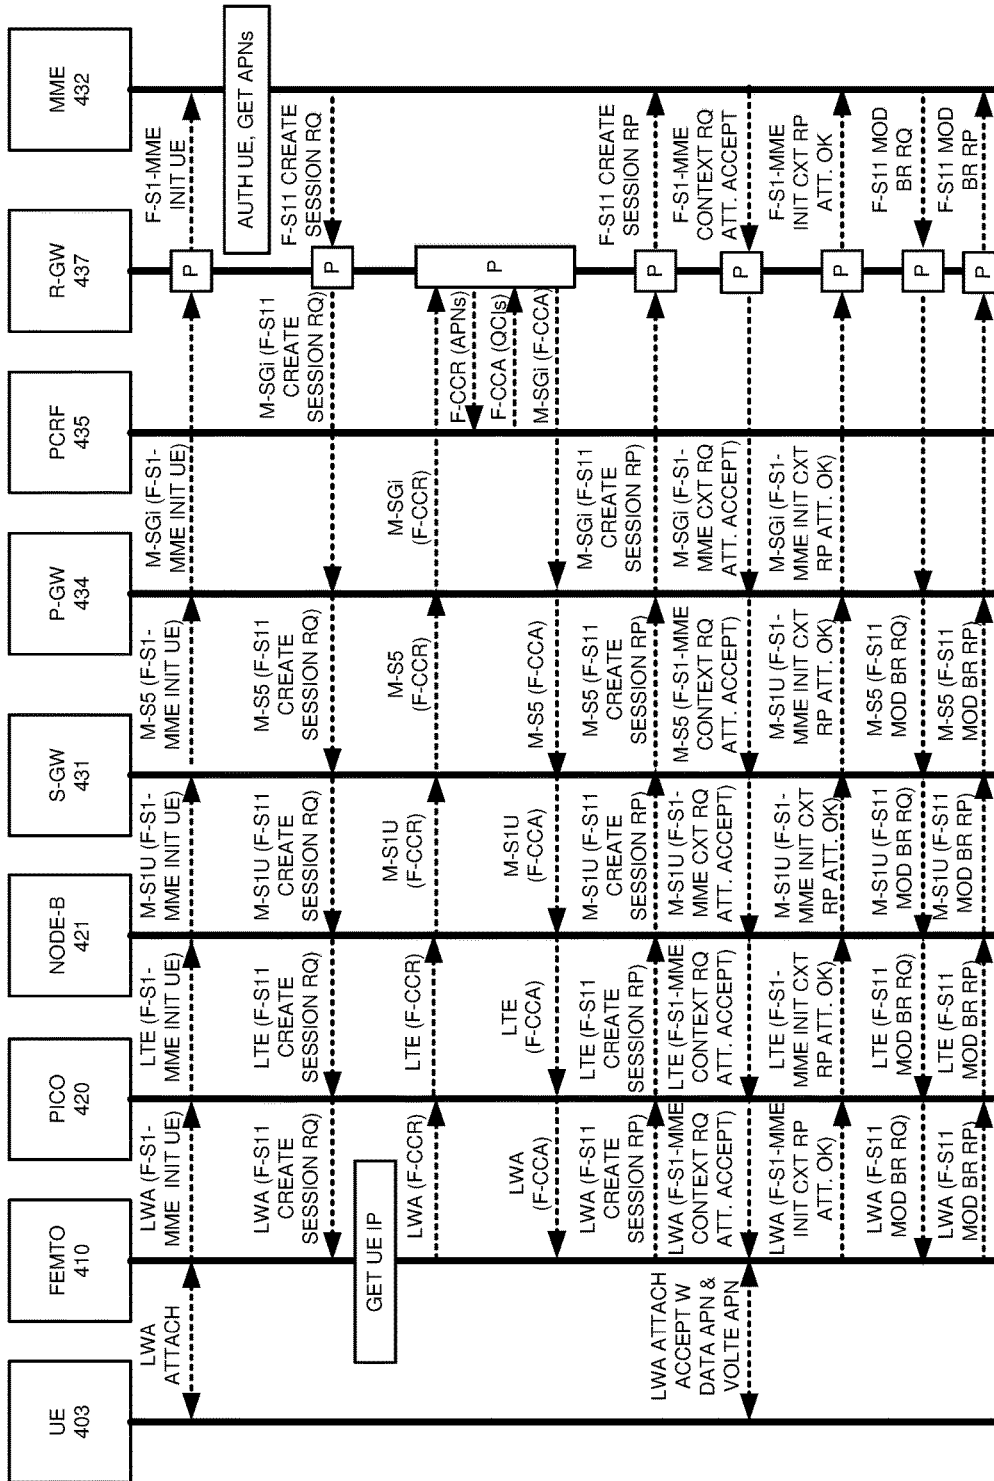 UE
403
FEMTO
410
PICO
420
NODE-B
421
S-GW
431
P-GW
434
PCRF
435
R-GW
437
MME
432
LWA
ATTACH
LWA (F-S1-
MME INIT UE)
LTE (F-S1-
MME INIT UE)
M-S1U (F-S1-
MME INIT UE)
M-S5 (F-S1-
MME INIT UE)
M-SGi (F-S1-
MME INIT UE)
P
F-S1-MME
INIT UE
AUTH UE, GET APNs
LWA (F-S11
CREATE
SESSION RQ)
LTE (F-S11
CREATE
SESSION RQ)
M-S1U (F-S11
CREATE
SESSION RQ)
M-S5 (F-S11
CREATE
SESSION RQ)
M-SGi (F-S11
CREATE
SESSION RQ)
P
F-S11 CREATE
SESSION RQ
GET UE IP
LWA (F-CCR)
LTE (F-CCR)
M-S1U
(F-CCR)
M-S5
(F-CCR)
M-SGi
(F-CCR)
P
F-CCR (APNs)
F-CCA (QCIs)
LWA
(F-CCA)
LTE
(F-CCA)
M-S1U
(F-CCA)
M-S5 (F-CCA)
M-SGi (F-CCA)
LWA (F-S11
CREATE
SESSION RP)
LTE (F-S11
CREATE
SESSION RP)
M-S1U (F-S11
CREATE
SESSION RP)
M-S5 (F-S11
CREATE
SESSION RP)
M-SGi (F-S11
CREATE
SESSION RP)
P
F-S11 CREATE
SESSION RP
LWA ATTACH
ACCEPT W
DATA APN &
VOLTE APN
LWA (F-S1-MME
CONTEXT RQ
ATT. ACCEPT)
LTE (F-S1-MME
CONTEXT RQ
ATT. ACCEPT)
M-S1U (F-S1-
MME CXT RQ
ATT. ACCEPT)
M-S5 (F-S1-MME
CONTEXT RQ
ATT. ACCEPT)
M-SGi (F-S1-
MME CXT RQ
ATT. ACCEPT)
P
F-S1-MME
CONTEXT RQ
ATT. ACCEPT
LWA (F-S1-MME
INIT CXT RP
ATT. OK)
LTE (F-S1-
MME INIT CXT
RP ATT. OK)
M-S1U (F-S1-
MME INIT CXT
RP ATT. OK)
M-S1U (F-S1-
MME INIT CXT
RP ATT. OK)
M-SGi (F-S1-
MME INIT CXT
RP ATT. OK)
P
F-S1-MME
INIT CXT RP
ATT. OK
LWA (F-S11
MOD BR RQ)
LTE (F-S11
MOD BR RQ)
M-S1U (F-S11
MOD BR RQ)
M-S5 (F-S11
MOD BR RQ)
P
F-S11 MOD
BR RQ
LWA (F-S11
MOD BR RP)
LTE (F-S11
MOD BR RP)
M-S1U (F-S11
MOD BR RP)
M-S5 (F-S11
MOD BR RP)
P
F-S11 MOD
BR RP